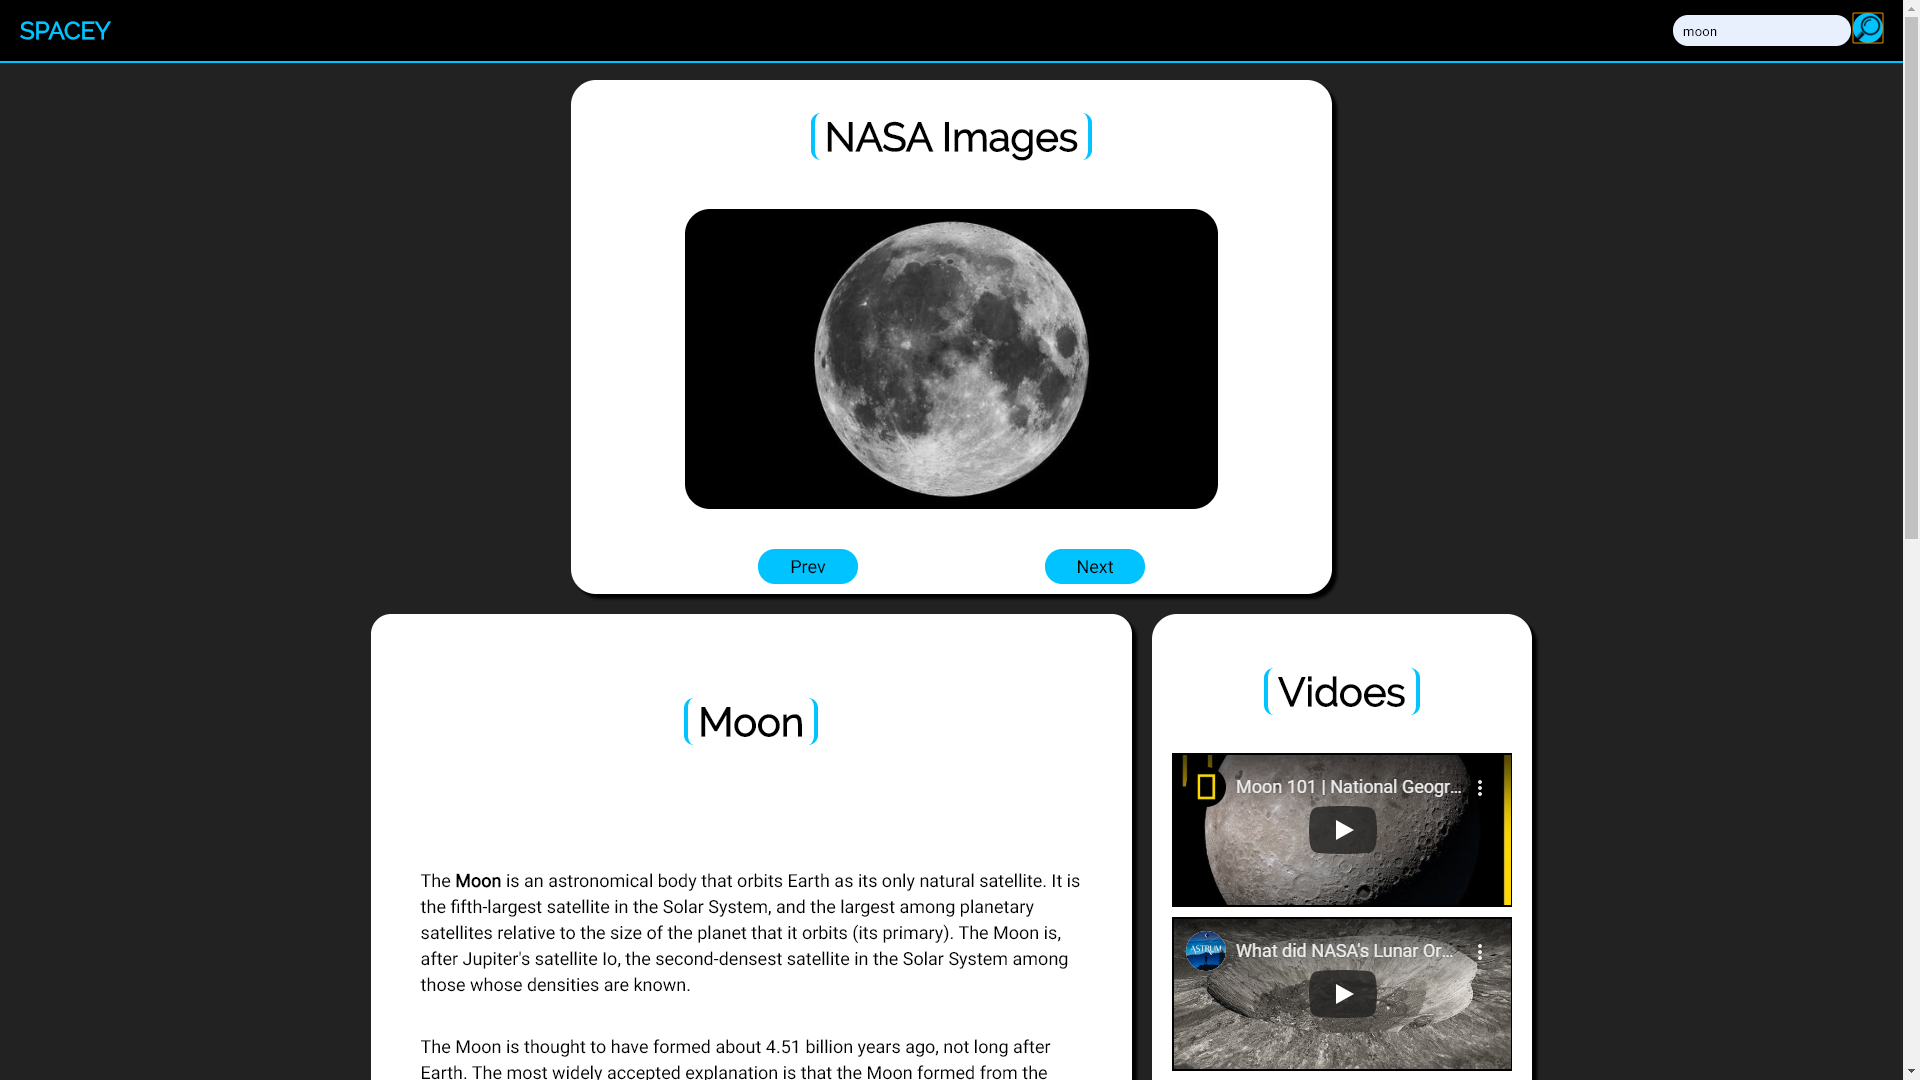 SPACEY
moon
NASA Images
Prev
Next
Moon
The Moon is an astronomical body that orbits Earth as its only natural satellite. It is
the fifth-largest satellite in the Solar System, and the largest among planetary
satellites relative to the size of the planet that it orbits (its primary). The Moon is,
after Jupiter's satellite Io, the second-densest satellite in the Solar System among
those whose densities are known.
The Moon is thought to have formed about 4.51 billion years ago, not long after
Earth. The most widely accepted explanation is that the Moon formed from the
Vidoes
Moon 101 | National Geogr...
ASTRUM
What did NASA's Lunar Or...